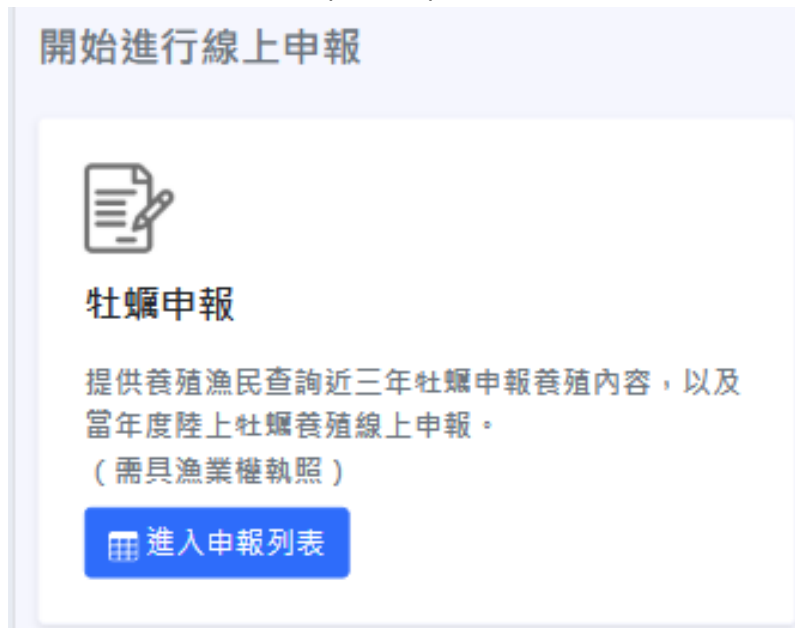 開始進行線上申報
牡蠣申報
提供養殖漁民查詢近三年牡蠣申報養殖內容，以及
當年度陸上牡蠣養殖線上申報。
（需具漁業權執照）
進入申報列表